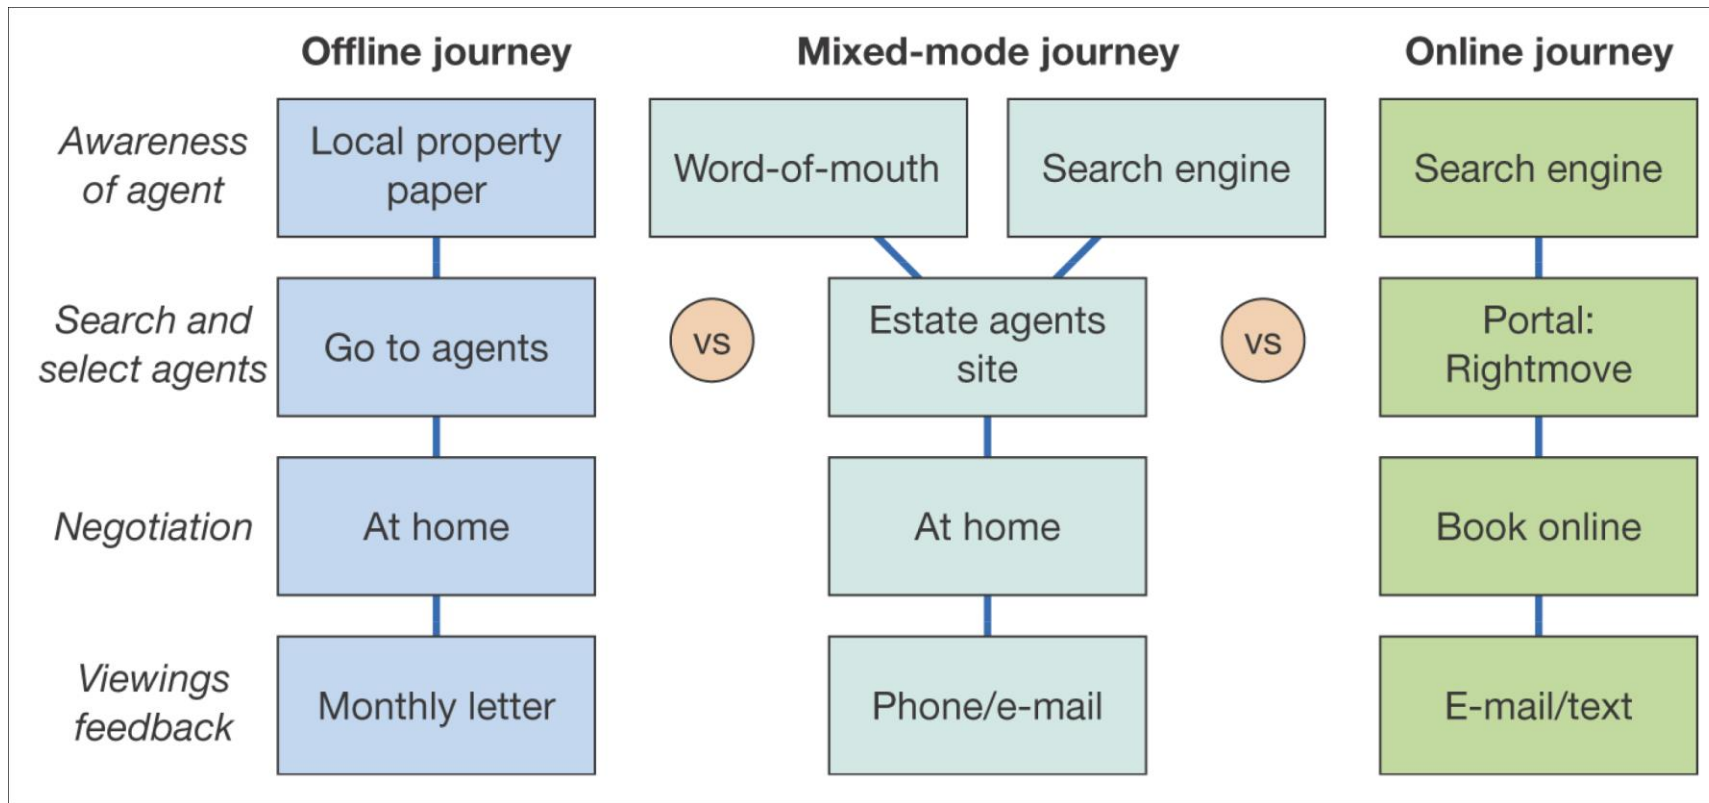 Offline journey
Mixed-mode journey
Online journey
Awareness
of agent
Local property
paper
Word-of-mouth
Search engine
Search engine
Search and
select agents
Go to agents
vs
Estate agents
site
vs
Portal:
Rightmove
Negotiation
At home
At home
Book online
Viewings
feedback
Monthly letter
Phone/e-mail
E-mail/text